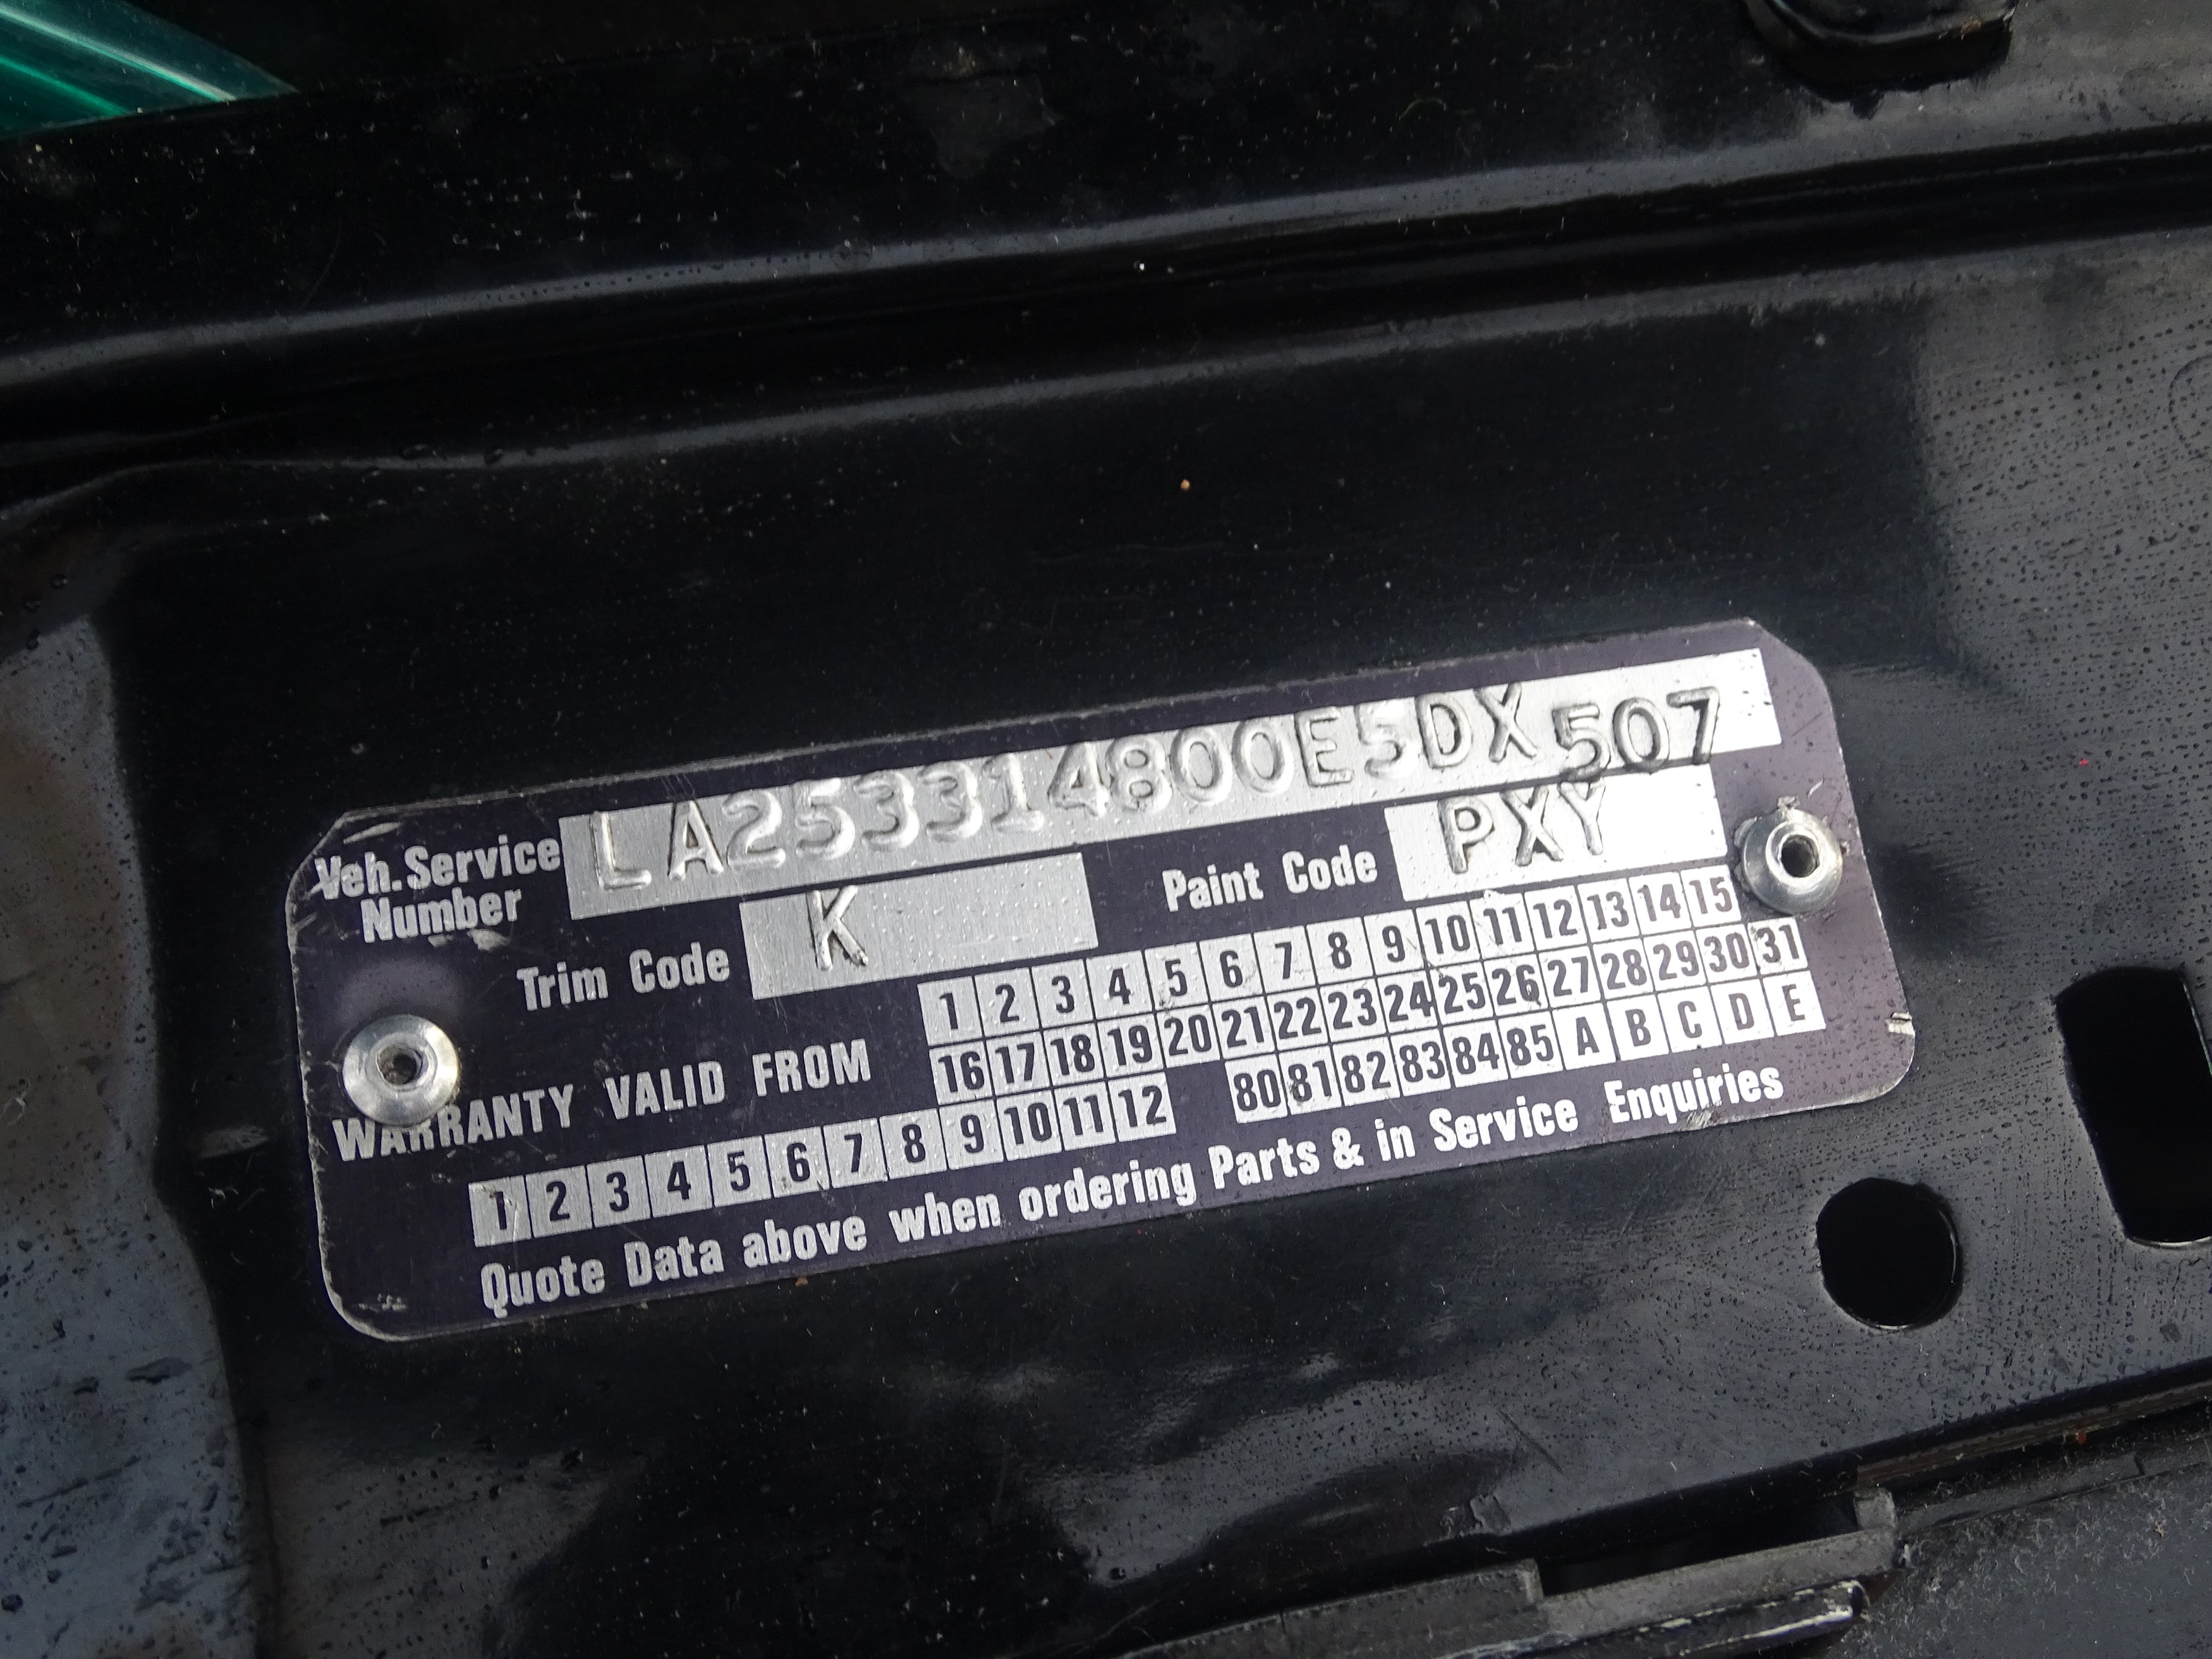 Veh. Service Number LA253314800E5DX507
Trim Code K Paint Code PXY
WARRANTY VALID FROM
1 2 3 4 5 6 7 8 9 10 11 12 13 14 15
16 17 18 19 20 21 22 23 24 25 26 27 28 29 30 31
1 2 3 4 5 6 7 8 9 10 11 12 80 81 82 83 84 85 A B C D E
Quote Data above when ordering Parts & in Service Enquiries